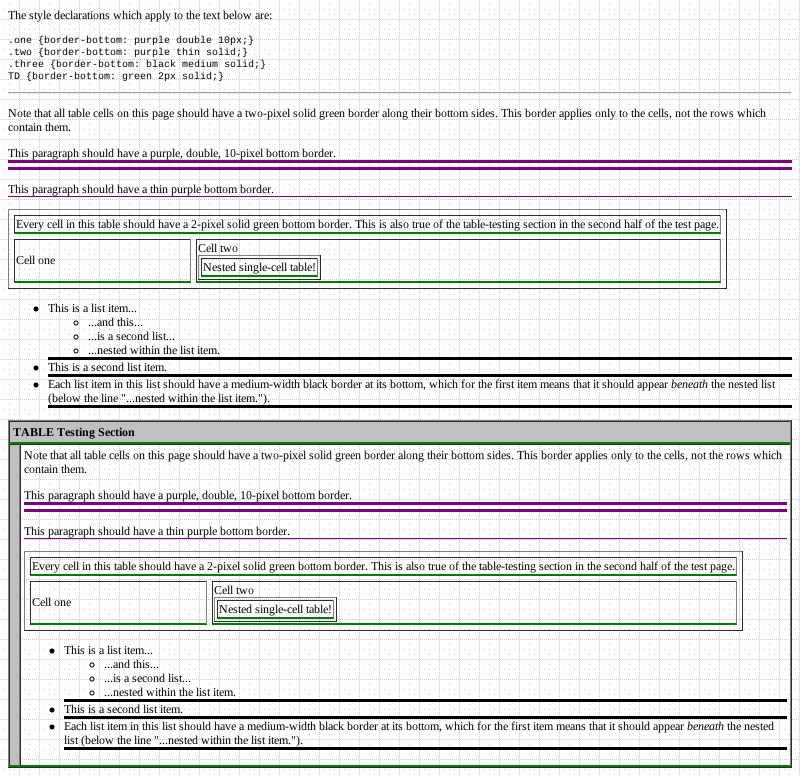 The style declarations which apply to the text below are:
.one {border-bottom: purple double 10px;}
.two {border-bottom: purple thin solid;}
.three {border-bottom: black medium solid;}
TD {border-bottom: green 2px solid;}
Note that all table cells on this page should have a two-pixel solid green border along their bottom sides. This border applies only to the cells, not the rows which
contain them.
This paragraph should have a purple, double, 10-pixel bottom border.
This paragraph should have a thin purple bottom border.
Every cell in this table should have a 2-pixel solid green bottom border. This is also true of the table-testing section in the second half of the test page.
Cell one
Cell two
Nested single-cell table!
This is a list item...
...and this...
...is a second list...
...nested within the list item.
This is a second list item.
Each list item in this list should have a medium-width black border at its bottom, which for the first item means that it should appear beneath the nested list
(below the line "...nested within the list item.").
TABLE Testing Section
Note that all table cells on this page should have a two-pixel solid green border along their bottom sides. This border applies only to the cells, not the rows which
contain them.
This paragraph should have a purple, double, 10-pixel bottom border.
This paragraph should have a thin purple bottom border.
Every cell in this table should have a 2-pixel solid green bottom border. This is also true of the table-testing section in the second half of the test page.
Cell one
Cell two
Nested single-cell table!
This is a list item...
...and this...
...is a second list...
...nested within the list item.
This is a second list item.
Each list item in this list should have a medium-width black border at its bottom, which for the first item means that it should appear beneath the nested
list (below the line "...nested within the list item.").